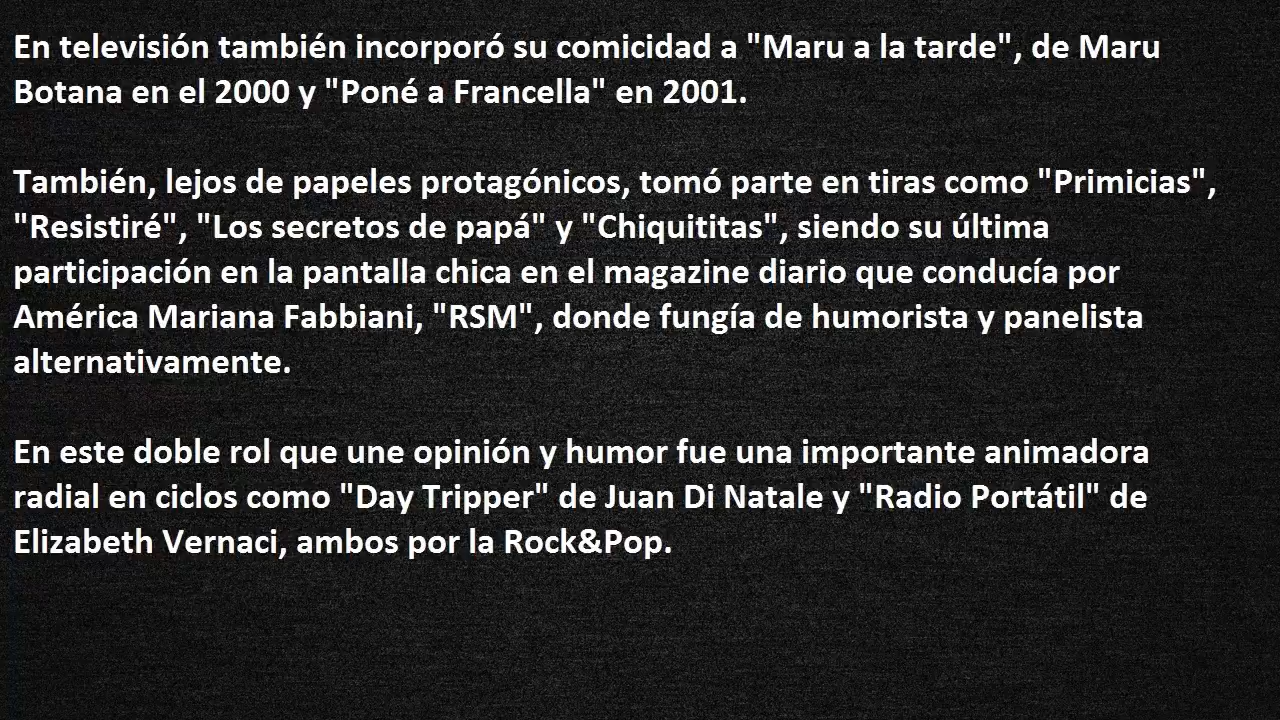 En televisión también incorporó su comicidad a "Maru a la tarde", de Maru
Botana en el 2000 y "Poné a Francella" en 2001.
También, lejos de papeles protagónicos, tomó parte en tiras como "Primicias",
"Resistiré", "Los secretos de papá" y "Chiquititas", siendo su última
participación en la pantalla chica en el magazine diario que conducía por
América Mariana Fabbiani, "RSM", donde fungía de humorista y panelista
alternativamente.
En este doble rol que une opinión y humor fue una importante animadora
radial en ciclos como "Day Tripper" de Juan Di Natale y "Radio Portátil" de
Elizabeth Vernaci, ambos por la Rock&Pop.